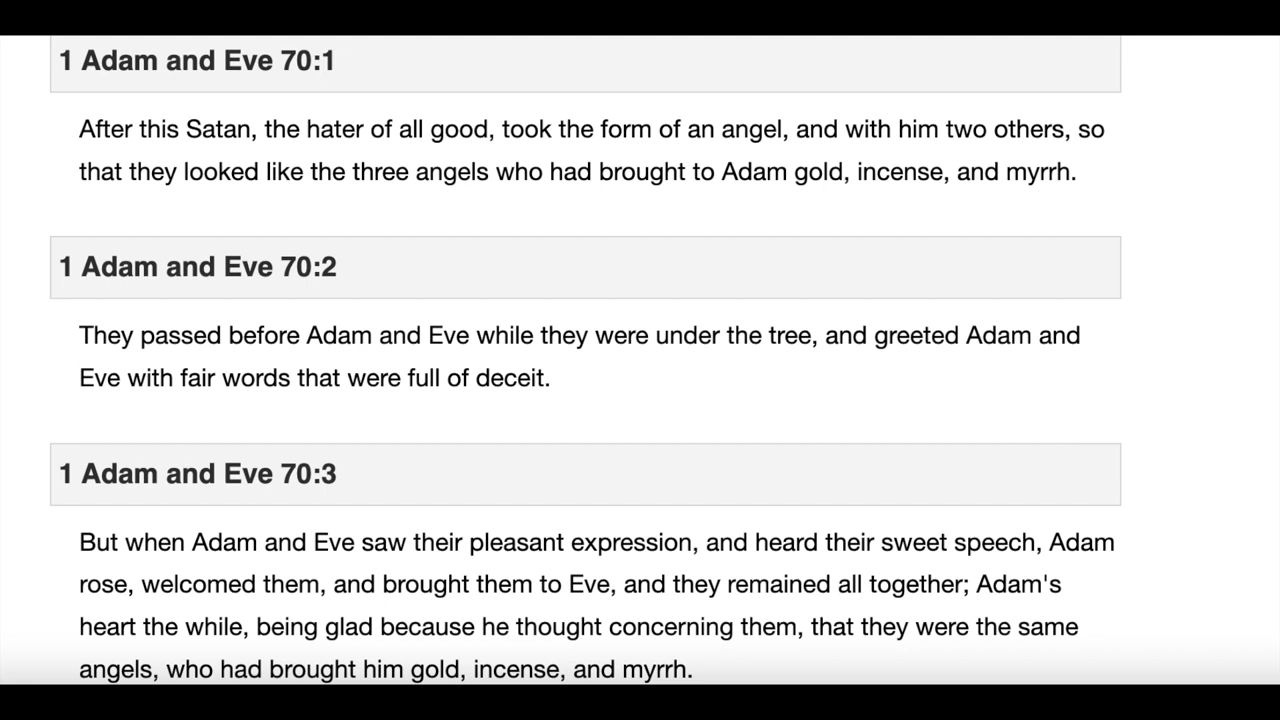 1 Adam and Eve 70:1
After this Satan, the hater of all good, took the form of an angel, and with him two others, so
that they looked like the three angels who had brought to Adam gold, incense, and myrrh.
1 Adam and Eve 70:2
They passed before Adam and Eve while they were under the tree, and greeted Adam and
Eve with fair words that were full of deceit.
1 Adam and Eve 70:3
But when Adam and Eve saw their pleasant expression, and heard their sweet speech, Adam
rose, welcomed them, and brought them to Eve, and they remained all together; Adam's
heart the while, being glad because he thought concerning them, that they were the same
angels, who had brought him gold, incense, and myrrh.